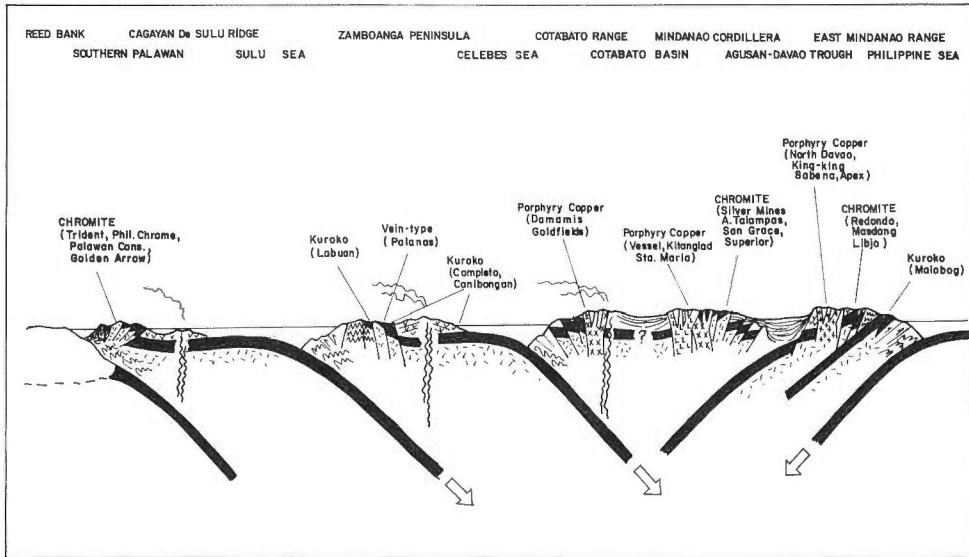 REED BANK CAGAYAN De SULU RIDGE ZAMBOANGA PENINSULA COTABATO RANGE MINDANAO CORDILLERA EAST MINDANAO RANGE
SOUTHERN PALAWAN SULU SEA CELEBES SEA COTABATO BASIN AGUSAN-DAVAO TROUGH PHILIPPINE SEA
CHROMITE
(Trident, Phil. Chrome,
Palawan Cons.,
Golden Arrow)
Kuroko
(Labuan)
Vein-type
(Palanas)
Kuroko
(Completo,
Canibongan)
Porphyry Copper
(Damamis
Goldfields)
Porphyry Copper
(Vessel, Kitanglad
Sta. Maria)
CHROMITE
(Silver Mines
A. Talampas,
San Grace,
Superior)
Porphyry Copper
(North Davao,
King-king
Sabena, Apex)
CHROMITE
(Redondo,
Masdang
Libjo)
Kuroko
(Malobog)
?